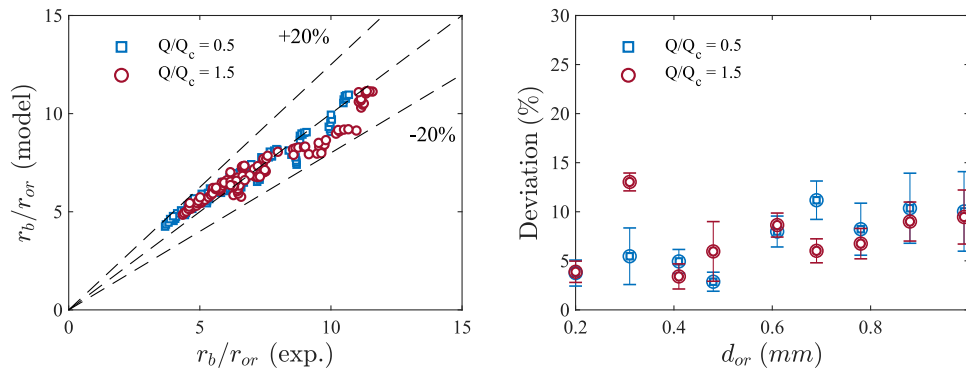 15
10
5
0
5
10
15
r_b/r_or (model)
r_b/r_or (exp.)
Q/Q_c = 0.5
Q/Q_c = 1.5
+20%
-20%
30
25
20
15
10
5
0
0.2
0.4
0.6
0.8
Deviation (%)
d_or (mm)
Q/Q_c = 0.5
Q/Q_c = 1.5